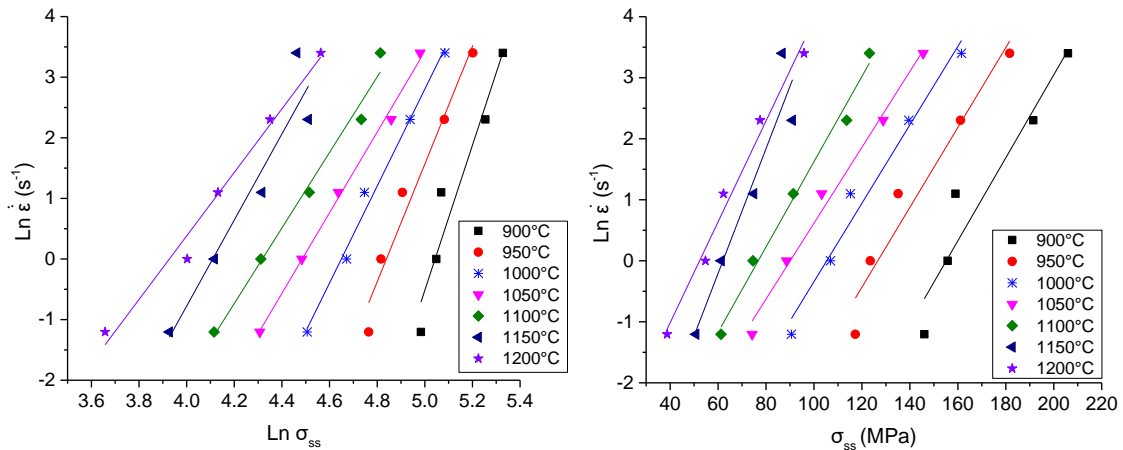 4
3
2
1
0
-1
-2
Ln ε̇ (s⁻¹)
3.6 3.8 4.0 4.2 4.4 4.6 4.8 5.0 5.2 5.4
Ln σss
900°C
950°C
1000°C
1050°C
1100°C
1150°C
1200°C
4
3
2
1
0
-1
-2
Ln ε̇ (s⁻¹)
40 60 80 100 120 140 160 180 200 220
σss (MPa)
900°C
950°C
1000°C
1050°C
1100°C
1150°C
1200°C